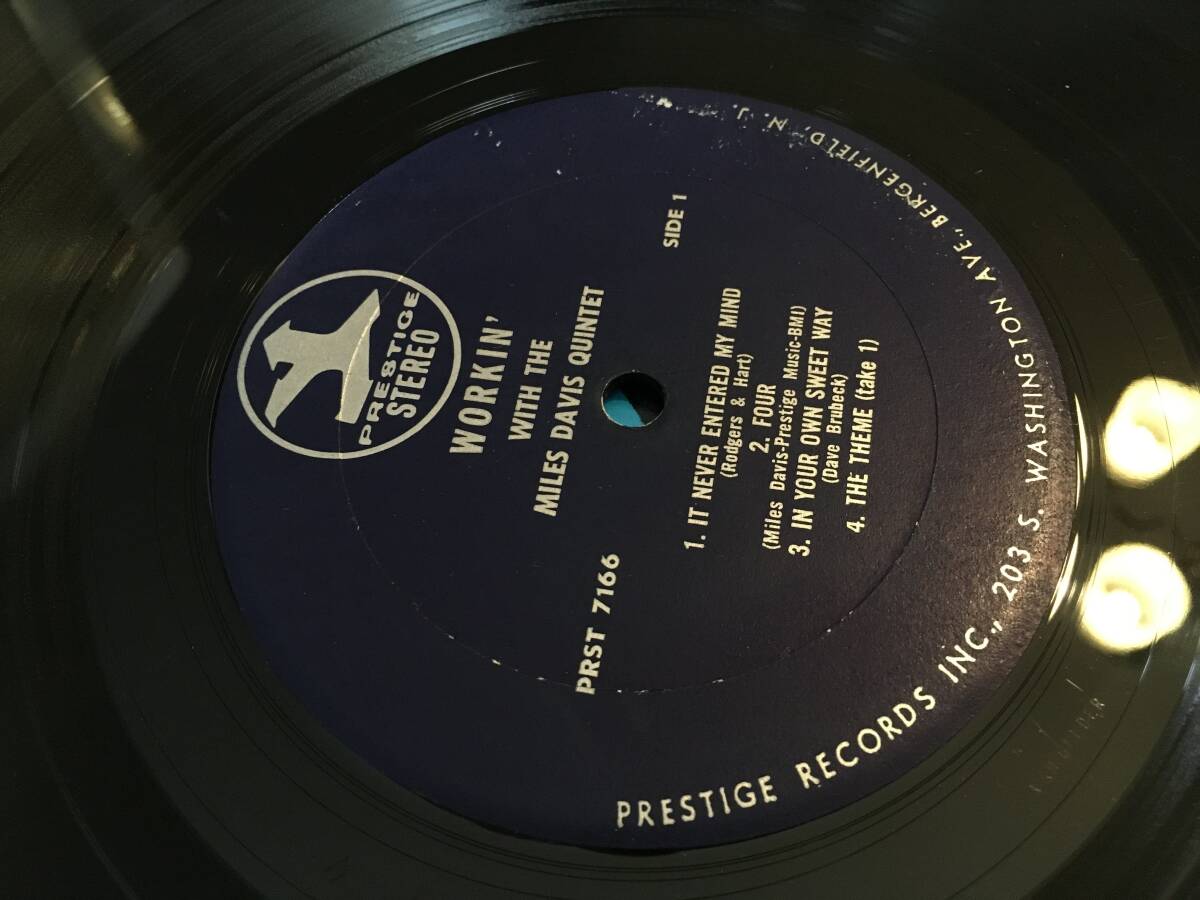 PRESTIGE
STEREO
WORKIN'
WITH THE
MILES DAVIS QUINTET
PRST 7166
SIDE 1
1. IT NEVER ENTERED MY MIND
(Rodgers & Hart)
2. FOUR
(Miles Davis-Prestige Music-BMI)
3. IN YOUR OWN SWEET WAY
(Dave Brubeck)
4. THE THEME (take 1)
PRESTIGE RECORDS INC., 203 S. WASHINGTON AVE., BERGENFIELD, N. J.